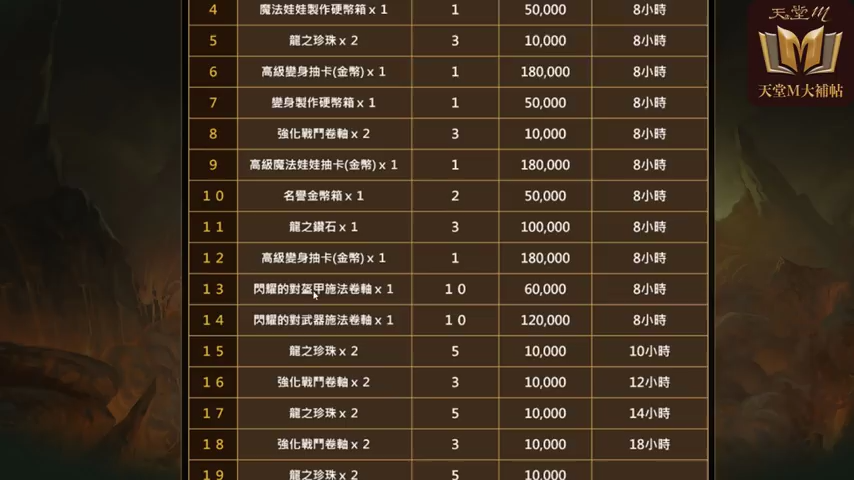 4 魔法娃娃製作硬幣箱 x 1 1 50,000 8小時
5 龍之珍珠 x 2 3 10,000 8小時
6 高級變身抽卡(金幣) x 1 1 180,000 8小時
7 變身製作硬幣箱 x 1 1 50,000 8小時
8 強化戰鬥卷軸 x 2 3 10,000 8小時
9 高級魔法娃娃抽卡(金幣) x 1 1 180,000 8小時
10 名譽金幣箱 x 1 2 50,000 8小時
11 龍之鑽石 x 1 3 100,000 8小時
12 高級變身抽卡(金幣) x 1 1 180,000 8小時
13 閃耀的對盔甲施法卷軸 x 1 10 60,000 8小時
14 閃耀的對武器施法卷軸 x 1 10 120,000 8小時
15 龍之珍珠 x 2 5 10,000 10小時
16 強化戰鬥卷軸 x 2 3 10,000 12小時
17 龍之珍珠 x 2 5 10,000 14小時
18 強化戰鬥卷軸 x 2 3 10,000 18小時
19 龍之珍珠 x 2 5 10,000
天堂M
M
天堂M大補帖